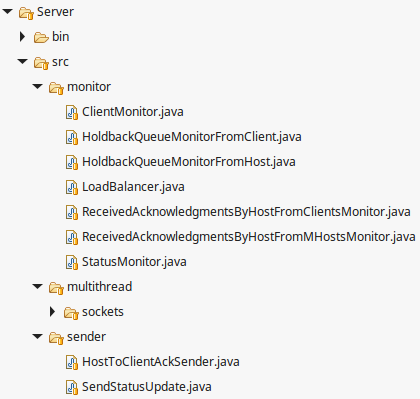 Server
bin
src
monitor
ClientMonitor.java
HoldbackQueueMonitorFromClient.java
HoldbackQueueMonitorFromHost.java
LoadBalancer.java
ReceivedAcknowledgmentsByHostFromClientsMonitor.java
ReceivedAcknowledgmentsByHostFromMHostsMonitor.java
StatusMonitor.java
multithread
sockets
sender
HostToClientAckSender.java
SendStatusUpdate.java